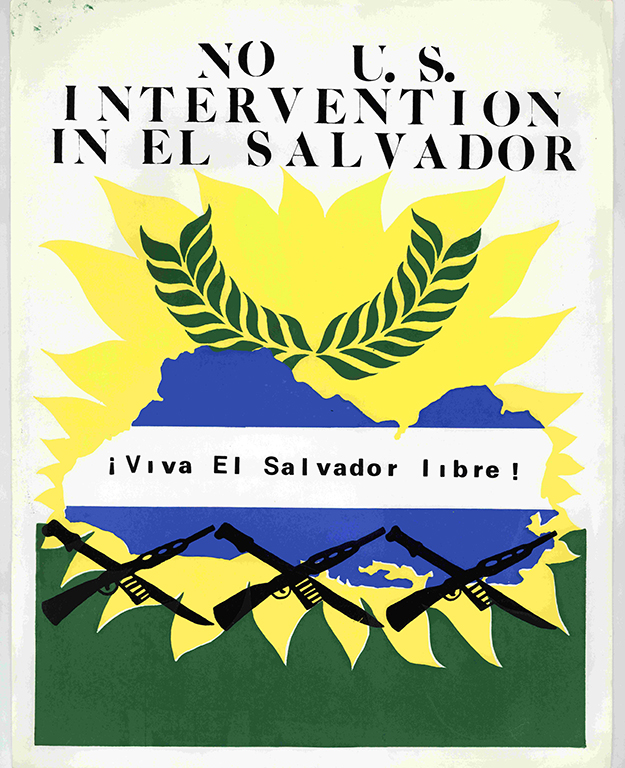 NO U.S.
INTERVENTION
IN EL SALVADOR
¡Viva El Salvador libre!